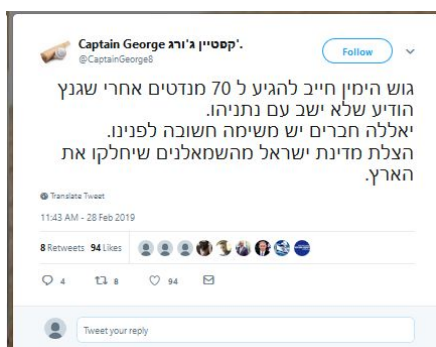 Captain George קפטיין ג'ורג'.
@CaptainGeorge8
Follow
גוש הימין חייב להגיע ל 70 מנדטים אחרי שגנץ
הודיע שלא ישב עם נתניהו.
יאללה חברים יש משימה חשובה לפנינו.
הצלת מדינת ישראל מהשמאלנים שיחלקו את
הארץ.
Translate Tweet
11:43 AM - 28 Feb 2019
8 Retweets 94 Likes
4 8 94
Tweet your reply